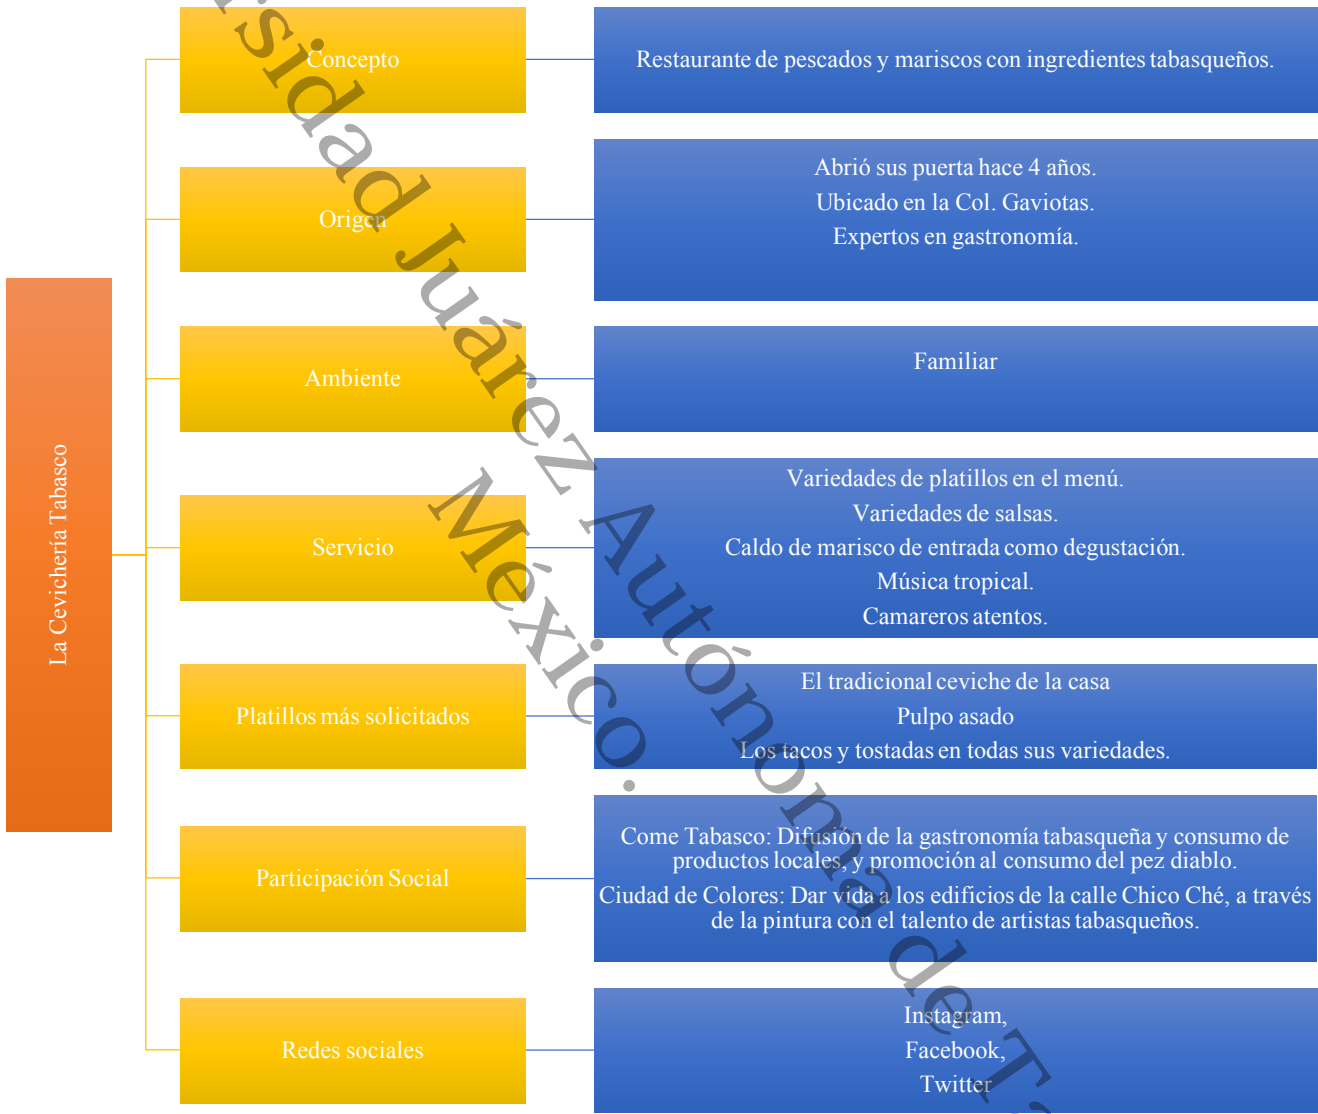 La Cevichería Tabasco
Concepto
Restaurante de pescados y mariscos con ingredientes tabasqueños.
Origen
Abrió sus puerta hace 4 años.
Ubicado en la Col. Gaviotas.
Expertos en gastronomía.
Ambiente
Familiar
Servicio
Variedades de platillos en el menú.
Variedades de salsas.
Caldo de marisco de entrada como degustación.
Música tropical.
Camareros atentos.
Platillos más solicitados
El tradicional ceviche de la casa
Pulpo asado
Los tacos y tostadas en todas sus variedades.
Participación Social
Come Tabasco: Difusión de la gastronomía tabasqueña y consumo de
productos locales, y promoción al consumo del pez diablo.
Ciudad de Colores: Dar vida a los edificios de la calle Chico Ché, a través
de la pintura con el talento de artistas tabasqueños.
Redes sociales
Instagram,
Facebook,
Twitter
rsidad Juárez Autónoma de Ta
México.